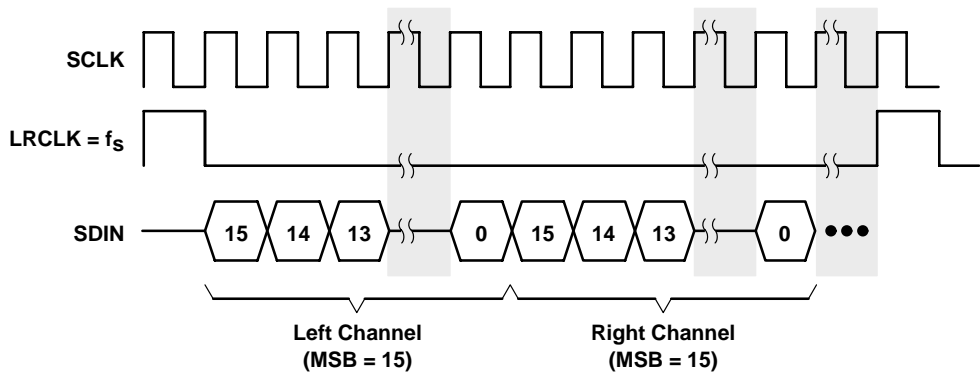 SCLK
LRCLK = fS
SDIN
15 14 13 0 15 14 13 0 •••
Left Channel
(MSB = 15)
Right Channel
(MSB = 15)